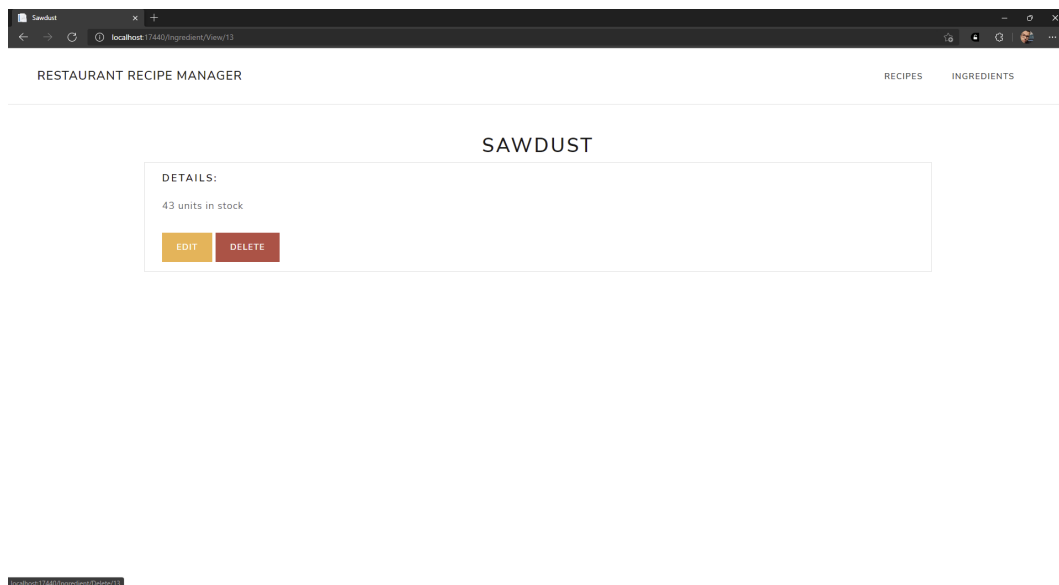 Sawdust
localhost:17440/Ingredient/View/13
RESTAURANT RECIPE MANAGER
RECIPES INGREDIENTS
SAWDUST
DETAILS:
43 units in stock
EDIT DELETE
localhost:17440/Ingredient/Delete/13